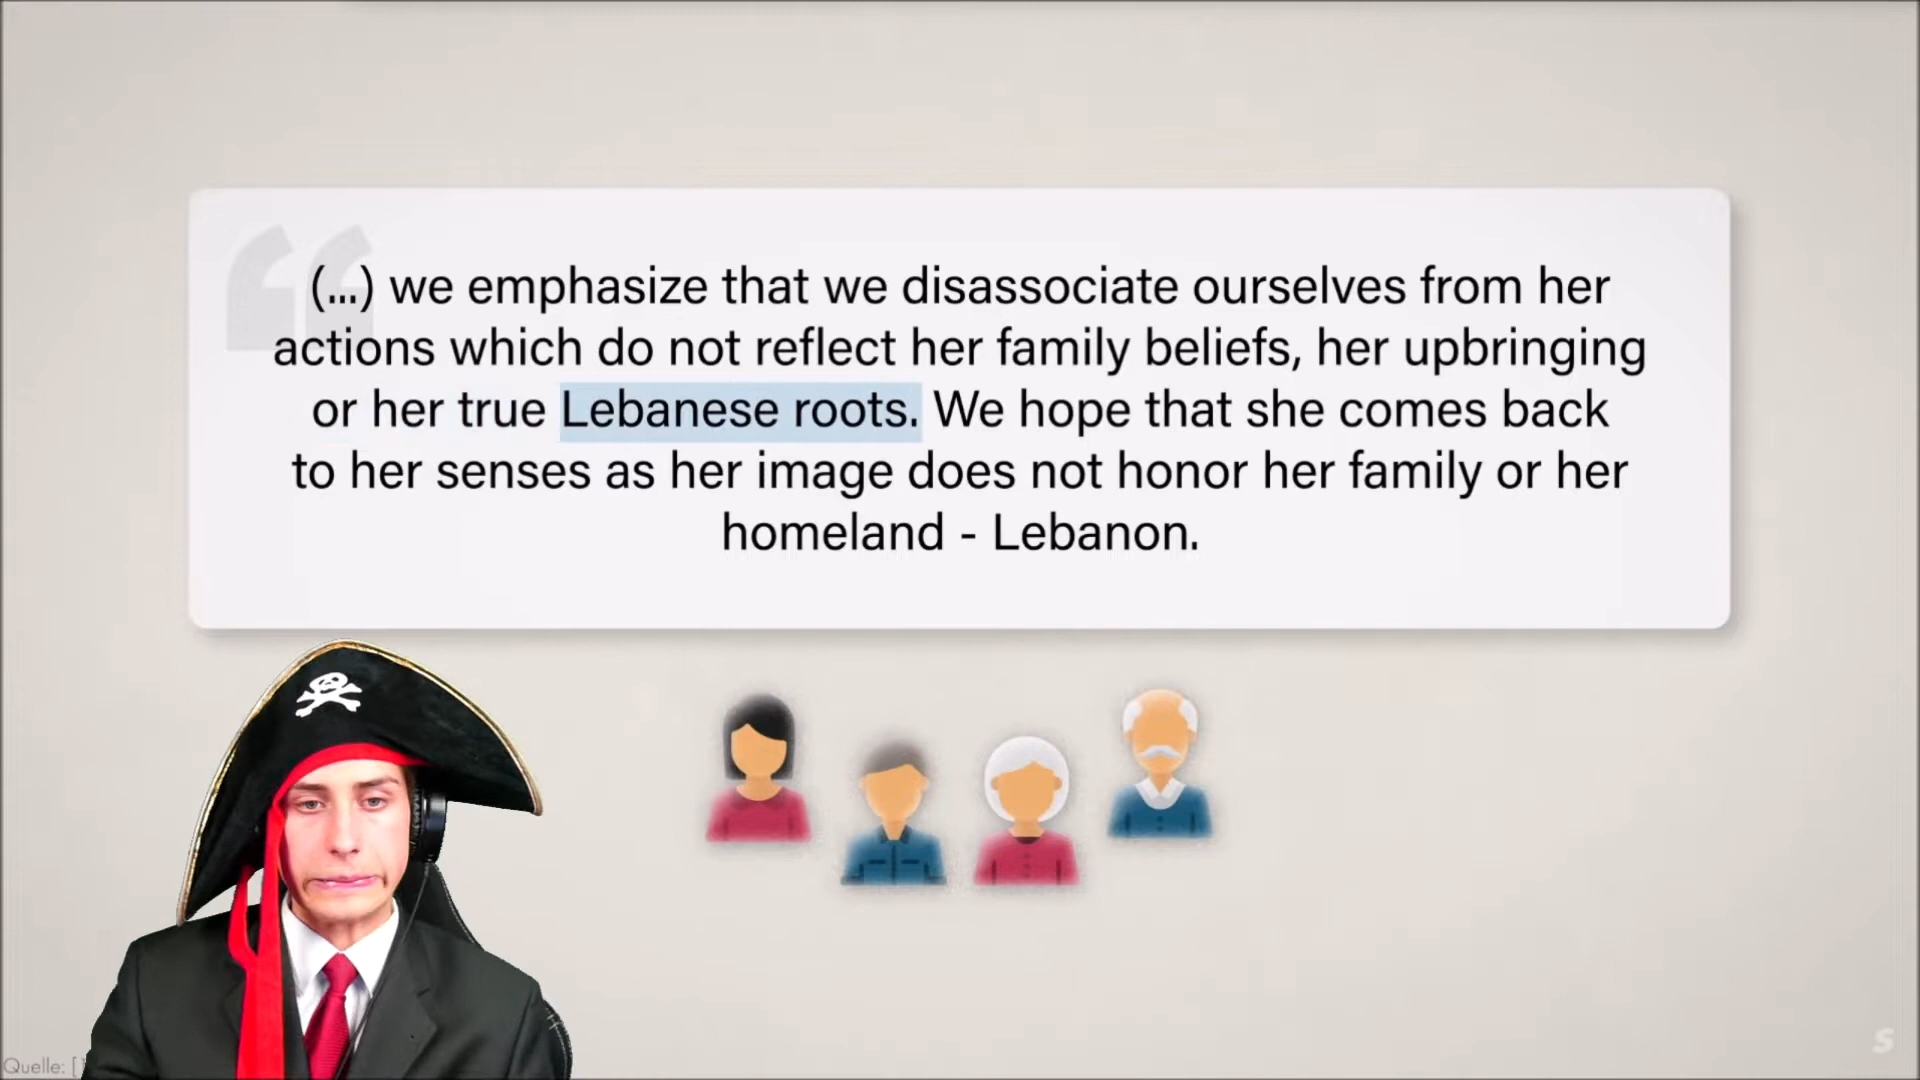 (...) we emphasize that we disassociate ourselves from her
actions which do not reflect her family beliefs, her upbringing
or her true Lebanese roots. We hope that she comes back
to her senses as her image does not honor her family or her
homeland - Lebanon.
Quelle: [
S